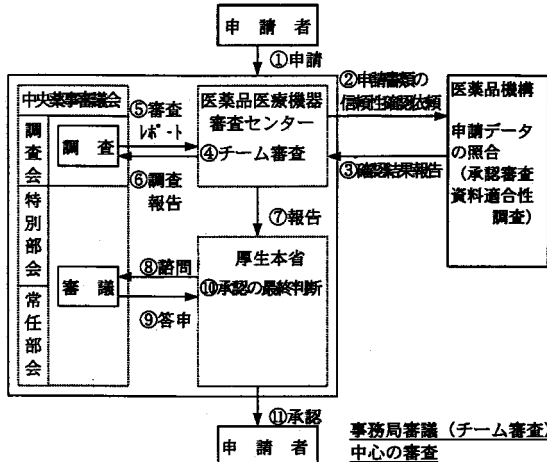 申 請 者
①申請
中央薬事審議会
調査会
調 査
⑤審査
ﾚﾎﾟｰﾄ
⑥調査
報告
医薬品医療機器
審査センター
④チーム審査
②申請書類の
信頼性確認依頼
③確認結果報告
医薬品機構
申請データ
の照合
(承認審査
資料適合性
調査)
⑦報告
特別部会
審 議
常任部会
⑧諮問
⑨答申
厚生本省
⑩承認の最終判断
⑪承認
申 請 者
事務局審議(チーム審査)
中心の審査